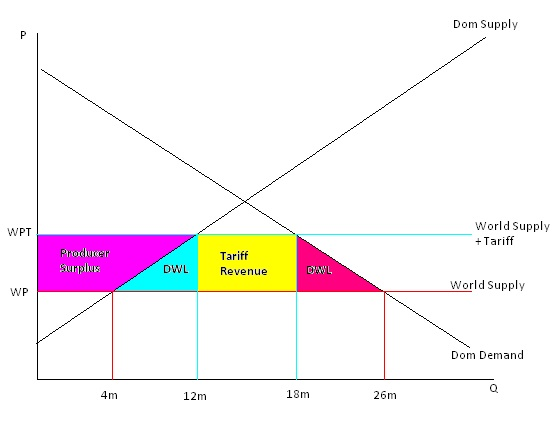 Dom Supply
P
WPT
World Supply
+ Tariff
Producer
Surplus
DWL
Tariff
Revenue
DWL
WP
World Supply
Dom Demand
4m
12m
18m
26m
Q